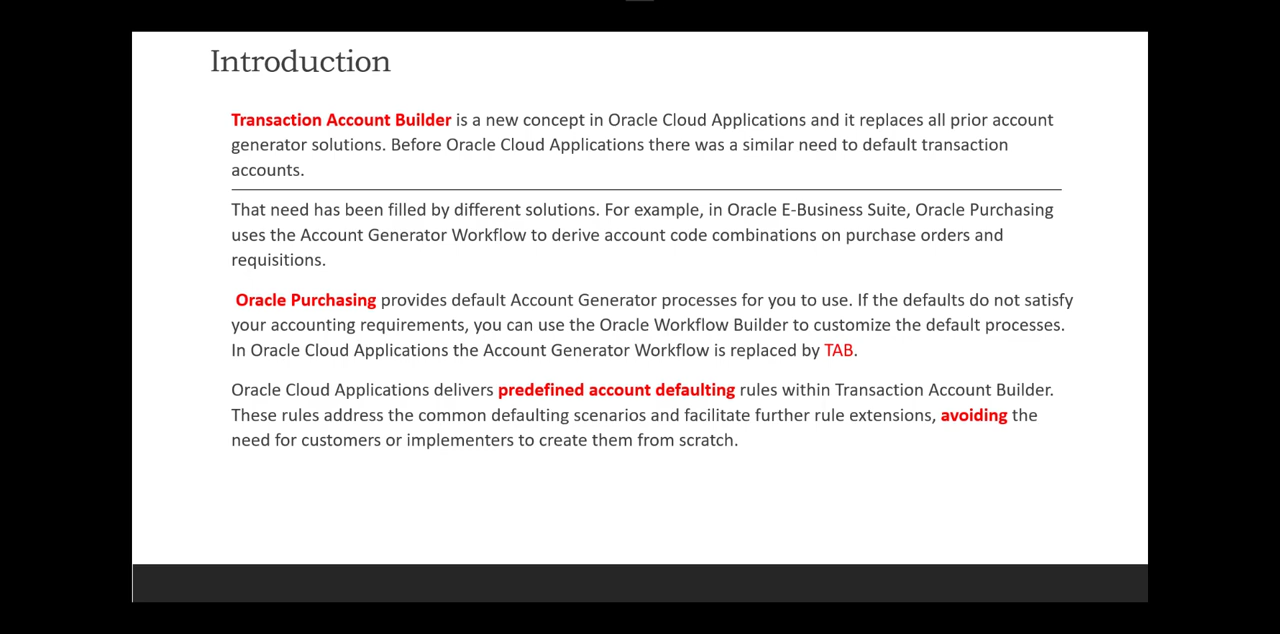 Introduction
Transaction Account Builder is a new concept in Oracle Cloud Applications and it replaces all prior account
generator solutions. Before Oracle Cloud Applications there was a similar need to default transaction
accounts.
That need has been filled by different solutions. For example, in Oracle E-Business Suite, Oracle Purchasing
uses the Account Generator Workflow to derive account code combinations on purchase orders and
requisitions.
Oracle Purchasing provides default Account Generator processes for you to use. If the defaults do not satisfy
your accounting requirements, you can use the Oracle Workflow Builder to customize the default processes.
In Oracle Cloud Applications the Account Generator Workflow is replaced by TAB.
Oracle Cloud Applications delivers predefined account defaulting rules within Transaction Account Builder.
These rules address the common defaulting scenarios and facilitate further rule extensions, avoiding the
need for customers or implementers to create them from scratch.